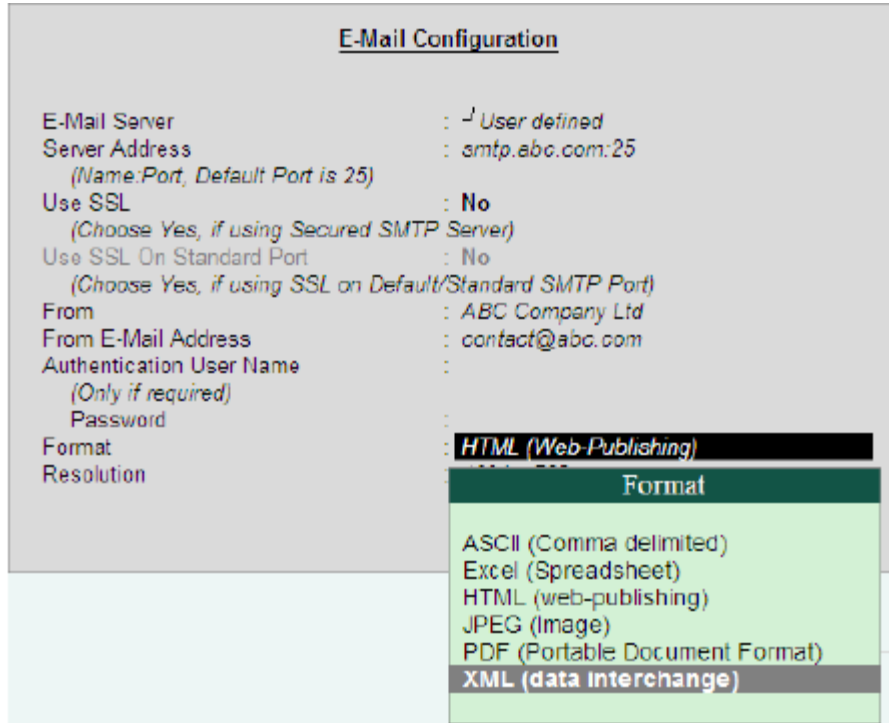 E-Mail Configuration
E-Mail Server : User defined
Server Address : smtp.abc.com:25
(Name:Port, Default Port is 25)
Use SSL : No
(Choose Yes, if using Secured SMTP Server)
Use SSL On Standard Port : No
(Choose Yes, if using SSL on Default/Standard SMTP Port)
From : ABC Company Ltd
From E-Mail Address : contact@abc.com
Authentication User Name :
(Only if required)
Password :
Format : HTML (Web-Publishing)
Resolution :
Format
ASCII (Comma delimited)
Excel (Spreadsheet)
HTML (web-publishing)
JPEG (Image)
PDF (Portable Document Format)
XML (data interchange)